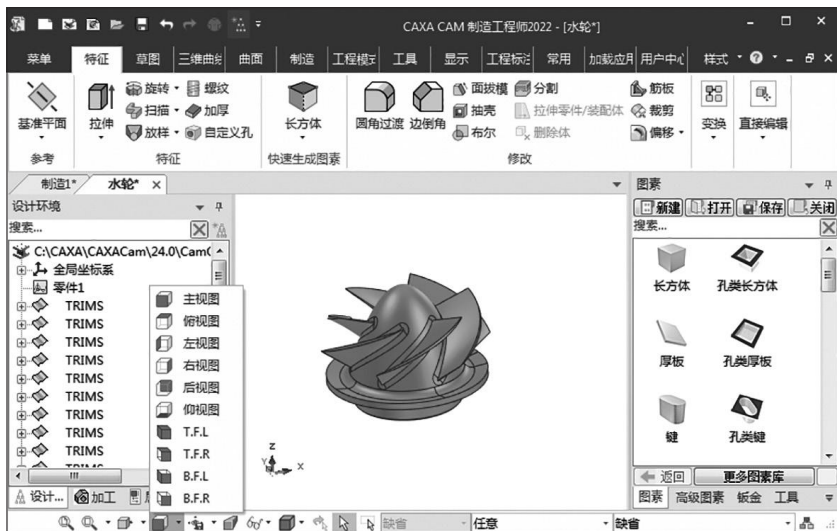 CAXA CAM 制造工程师2022 - [水轮*]
菜单 特征 草图 三维曲线 曲面 制造 工程模式 工具 显示 工程标注 常用 加载应用 用户中心 样式
基准平面 拉伸 旋转 螺纹 长方体 圆角过渡 边倒角 面拔模 分割 筋板 变换 直接编辑
扫描 加厚 抽壳 拉伸零件/装配体 裁剪
放样 自定义孔 布尔 删除体 偏移
参考 特征 快速生成图素 修改
制造1* 水轮* ×
设计环境
搜索...
C:\CAXA\CAXACam\24.0\Cam(
全局坐标系
零件1
TRIMS
TRIMS
TRIMS
TRIMS
TRIMS
TRIMS
TRIMS
TRIMS
主视图
俯视图
左视图
右视图
后视图
仰视图
T.F.L
T.F.R
B.F.L
B.F.R
设计... 加工
Z
Y X
图素
新建 打开 保存 关闭
搜索...
长方体 孔类长方体
厚板 孔类厚板
键 孔类键
返回 更多图素库
图素 高级图素 钣金 工具
缺省 任意 缺省